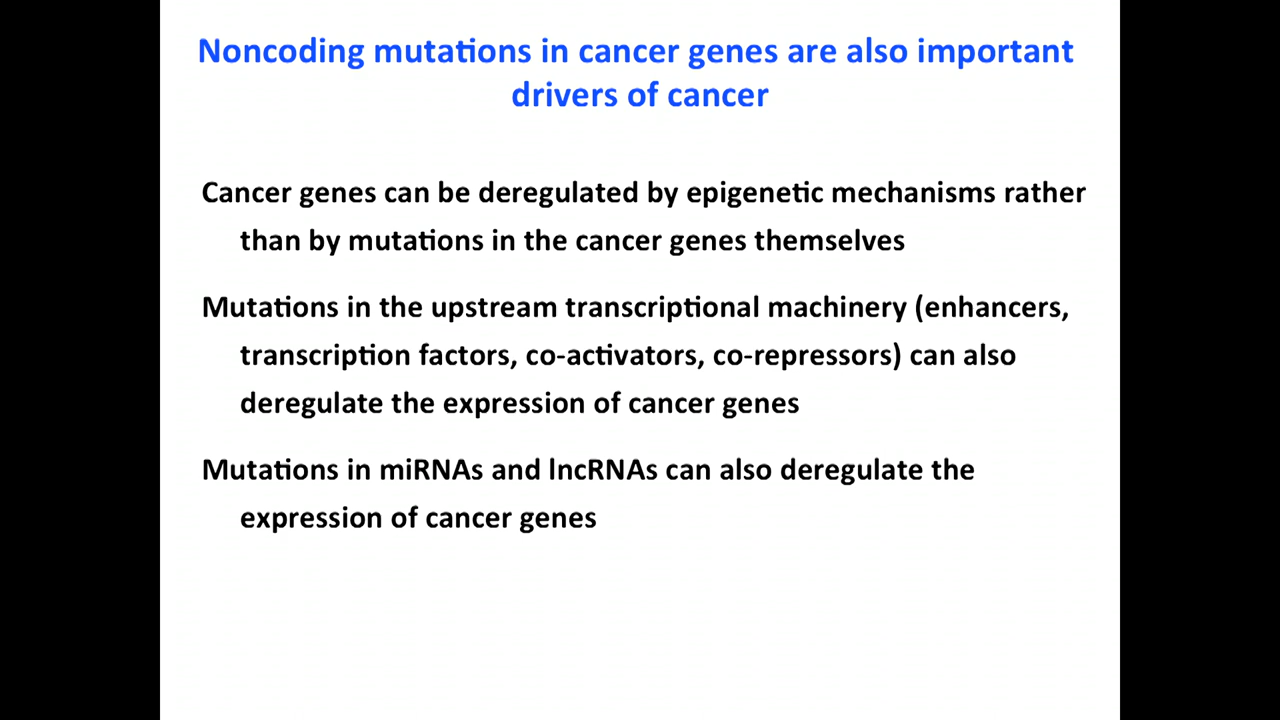 Noncoding mutations in cancer genes are also important
drivers of cancer
Cancer genes can be deregulated by epigenetic mechanisms rather
than by mutations in the cancer genes themselves
Mutations in the upstream transcriptional machinery (enhancers,
transcription factors, co-activators, co-repressors) can also
deregulate the expression of cancer genes
Mutations in miRNAs and lncRNAs can also deregulate the
expression of cancer genes